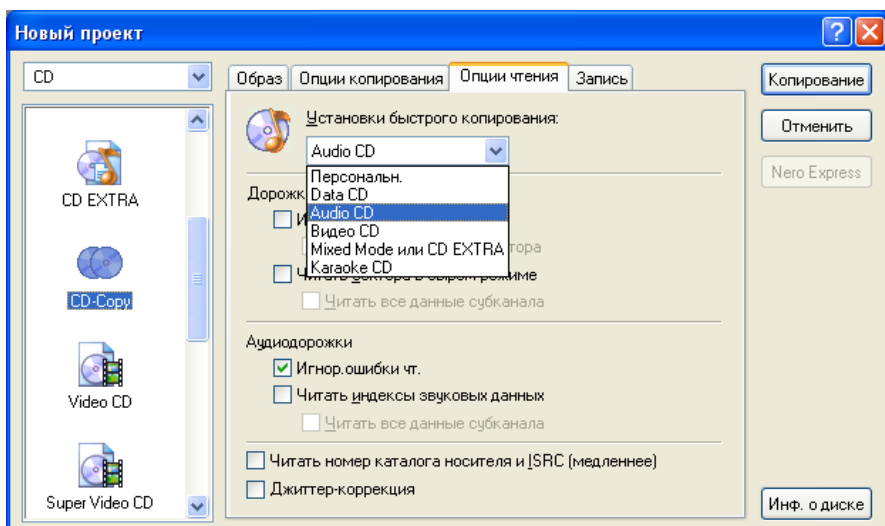 Новый проект
CD
Образ
Опции копирования
Опции чтения
Запись
Копирование
Отменить
Nero Express
CD EXTRA
CD-Copy
Video CD
Super Video CD
Установки быстрого копирования:
Audio CD
Персональн.
Data CD
Audio CD
Видео CD
Mixed Mode или CD EXTRA
Karaoke CD
Читать все данные субканала
Аудиодорожки
Игнор.ошибки чт.
Читать индексы звуковых данных
Читать все данные субканала
Читать номер каталога носителя и ISRC (медленнее)
Джиттер-коррекция
Инф. о диске